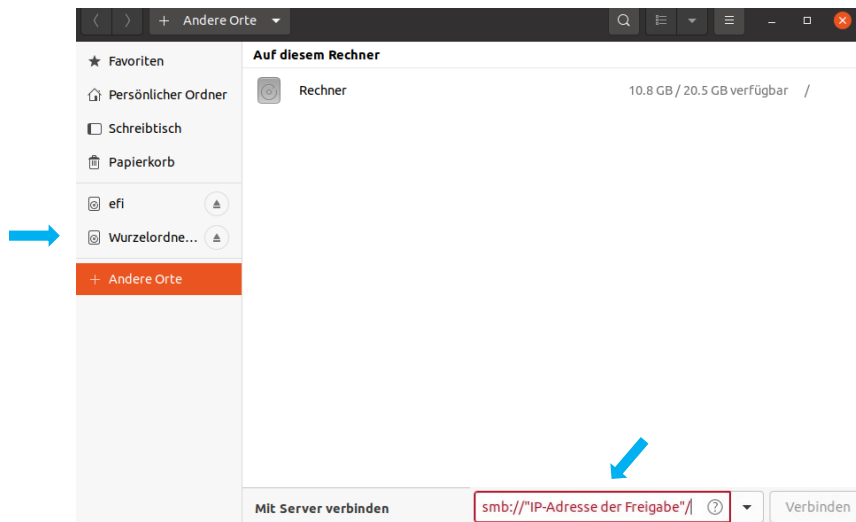 Andere Orte
Favoriten
Persönlicher Ordner
Schreibtisch
Papierkorb
efi
Wurzelordne...
Andere Orte
Auf diesem Rechner
Rechner 10.8 GB / 20.5 GB verfügbar /
Mit Server verbinden smb://"IP-Adresse der Freigabe"/ Verbinden